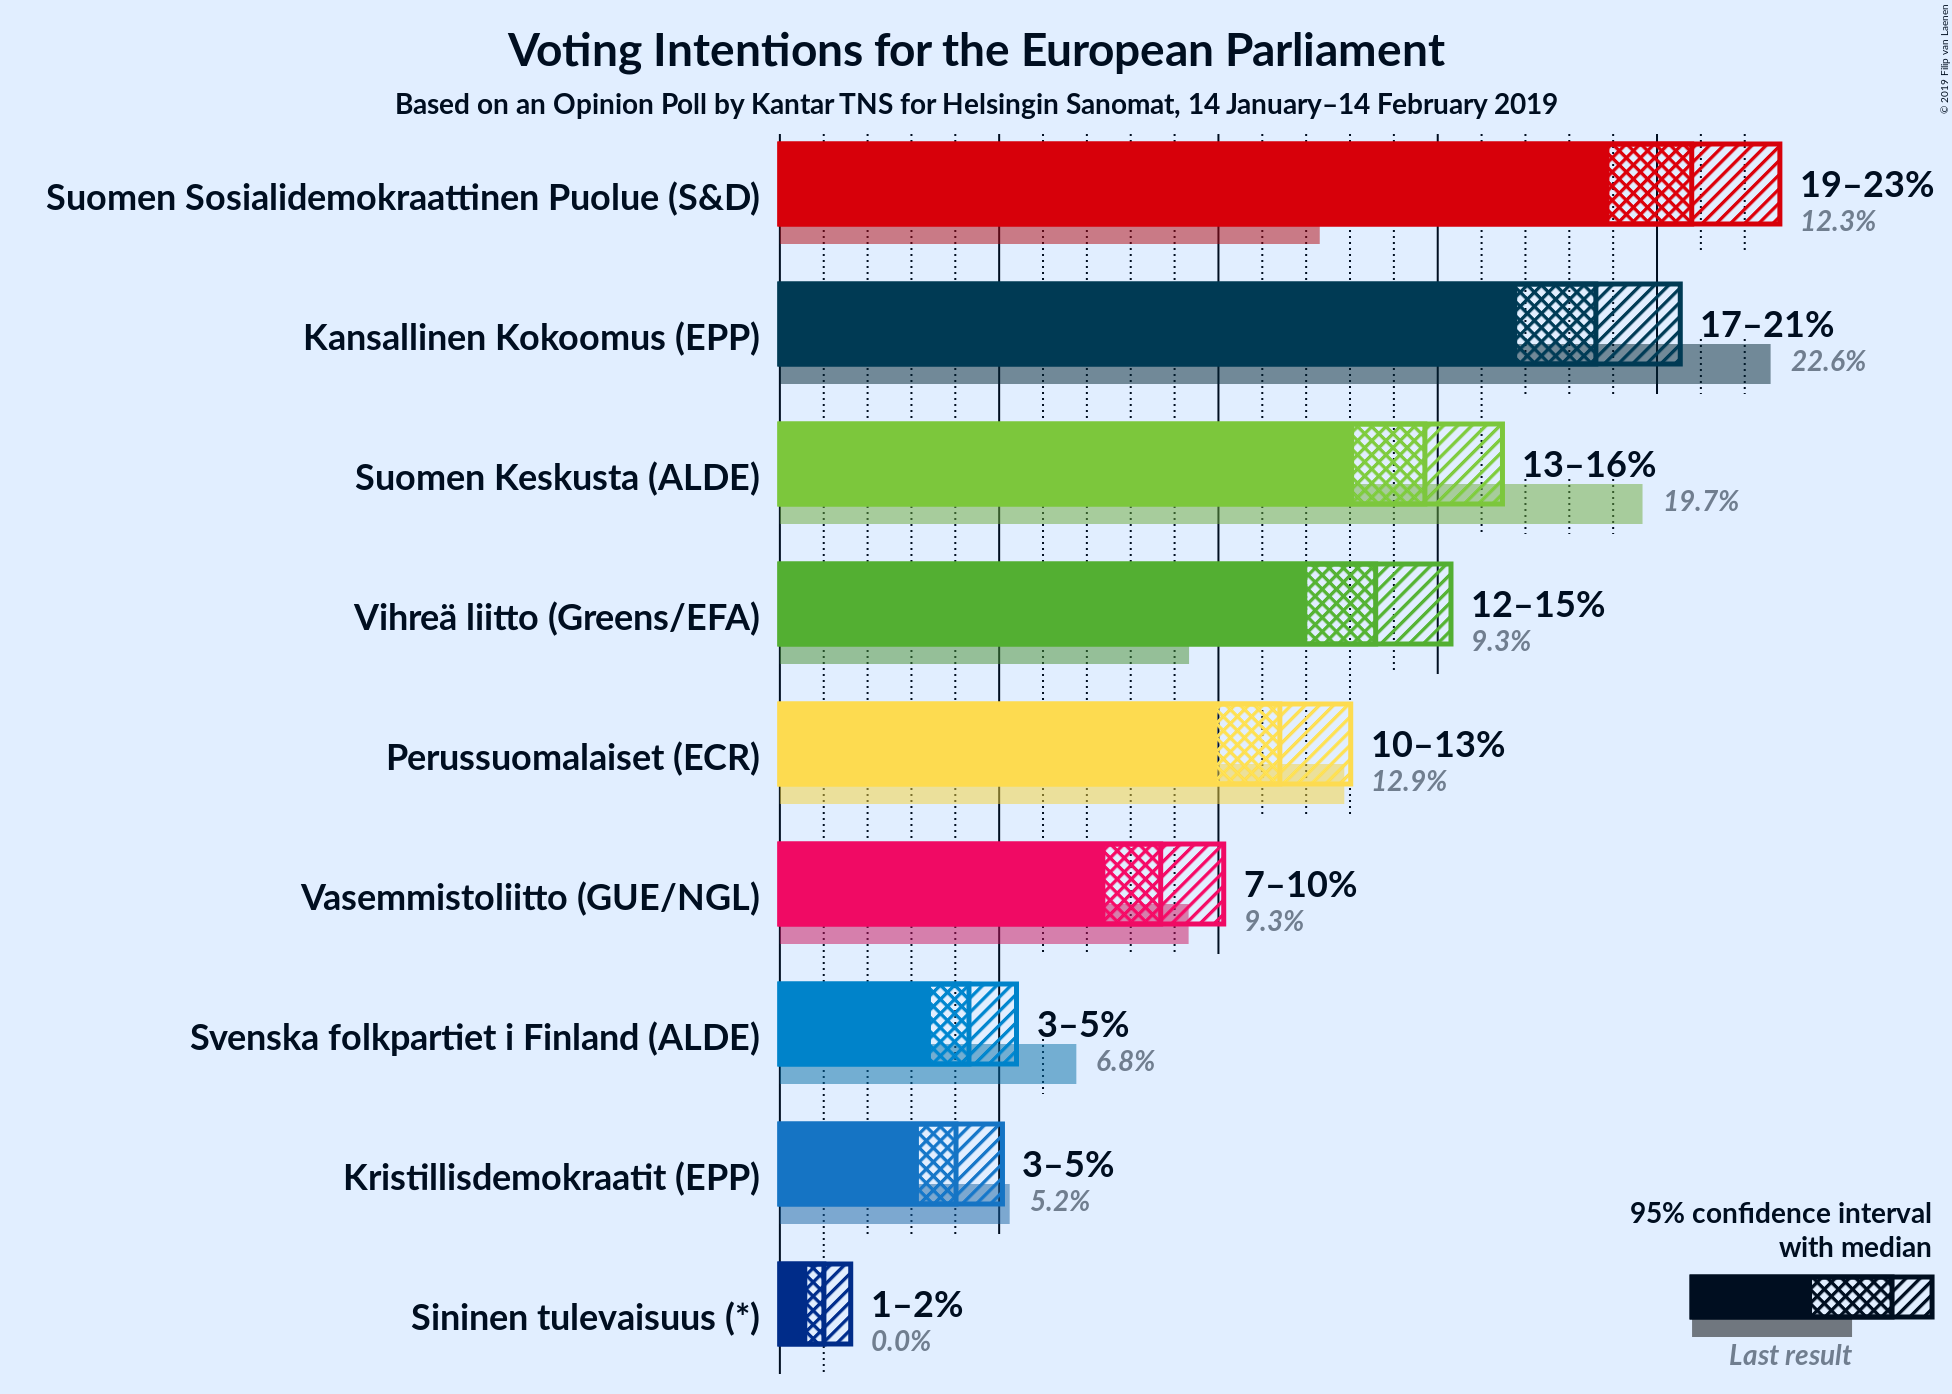 Voting Intentions for the European Parliament
Based on an Opinion Poll by Kantar TNS for Helsingin Sanomat, 14 January–14 February 2019
© 2019 Filip van Laenen
Suomen Sosialidemokraattinen Puolue (S&D)
19–23%
12.3%
Kansallinen Kokoomus (EPP)
17–21%
22.6%
Suomen Keskusta (ALDE)
13–16%
19.7%
Vihreä liitto (Greens/EFA)
12–15%
9.3%
Perussuomalaiset (ECR)
10–13%
12.9%
Vasemmistoliitto (GUE/NGL)
7–10%
9.3%
Svenska folkpartiet i Finland (ALDE)
3–5%
6.8%
Kristillisdemokraatit (EPP)
3–5%
5.2%
Sininen tulevaisuus (*)
1–2%
0.0%
95% confidence interval
with median
Last result